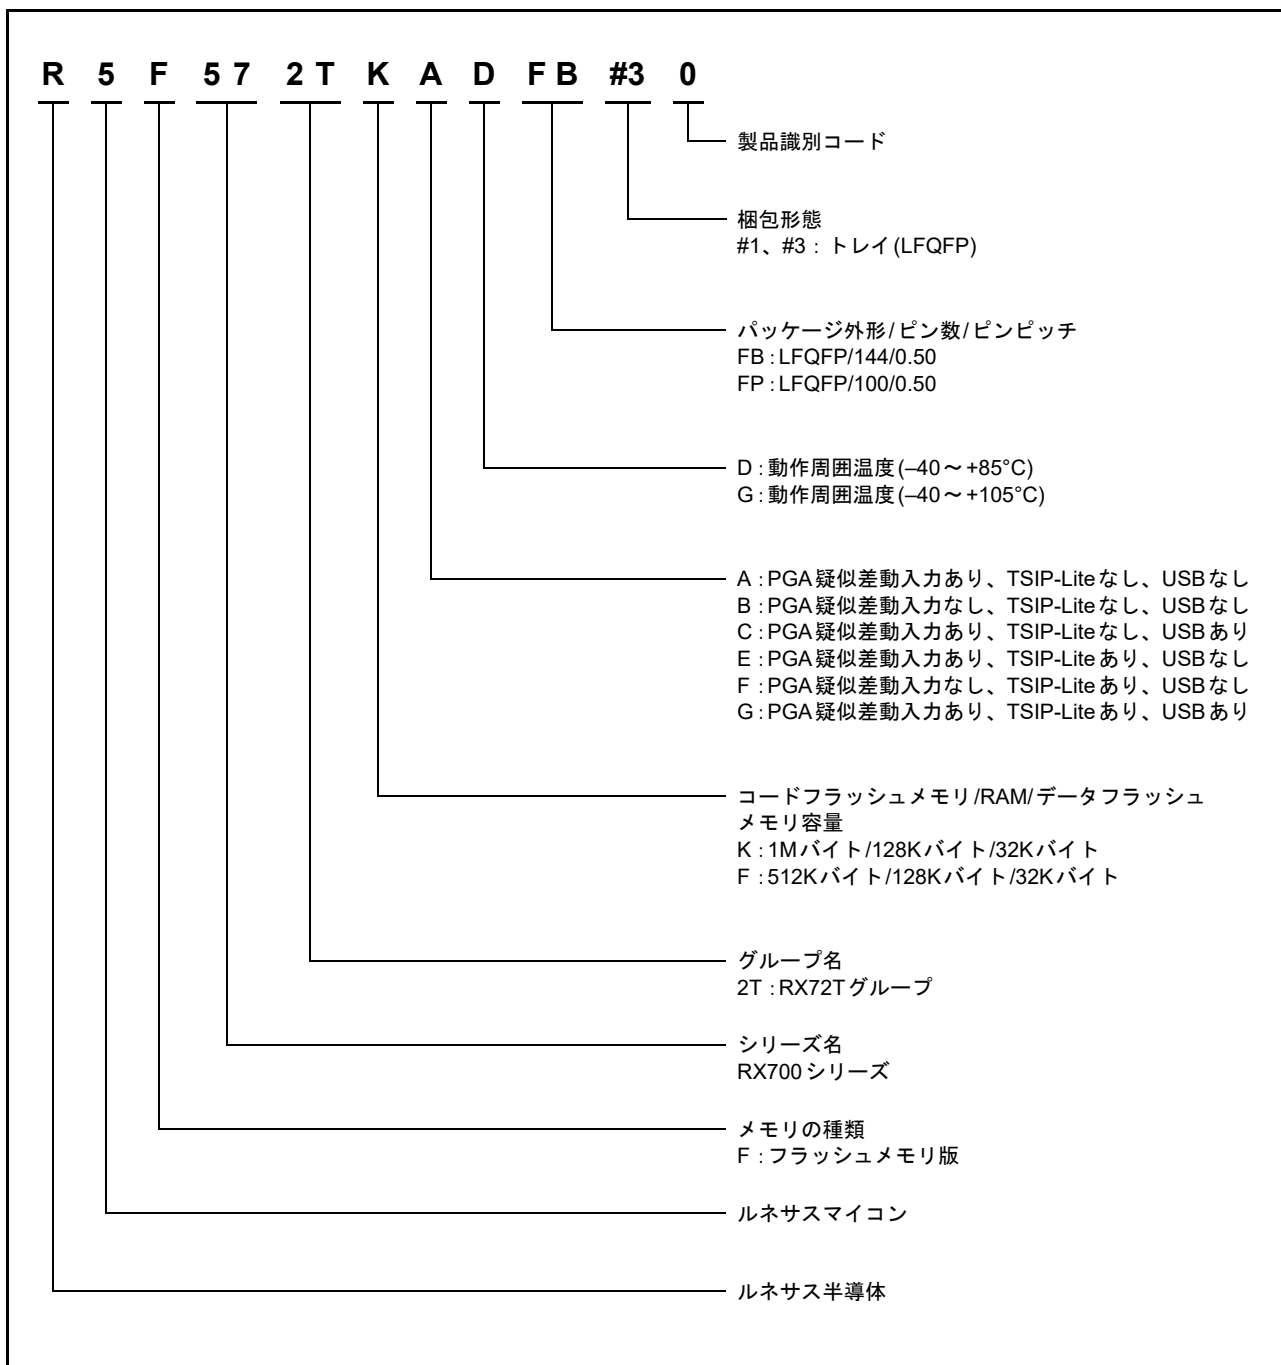 R 5 F 5 7 2 T K A D F B #3 0
製品識別コード
梱包形態
#1、#3：トレイ(LFQFP)
パッケージ外形/ピン数/ピンピッチ
FB：LFQFP/144/0.50
FP：LFQFP/100/0.50
D：動作周囲温度(–40～+85°C)
G：動作周囲温度(–40～+105°C)
A：PGA疑似差動入力あり、TSIP-Liteなし、USBなし
B：PGA疑似差動入力なし、TSIP-Liteなし、USBなし
C：PGA疑似差動入力あり、TSIP-Liteなし、USBあり
E：PGA疑似差動入力あり、TSIP-Liteあり、USBなし
F：PGA疑似差動入力なし、TSIP-Liteあり、USBなし
G：PGA疑似差動入力あり、TSIP-Liteあり、USBあり
コードフラッシュメモリ/RAM/データフラッシュ
メモリ容量
K：1Mバイト/128Kバイト/32Kバイト
F：512Kバイト/128Kバイト/32Kバイト
グループ名
2T：RX72Tグループ
シリーズ名
RX700シリーズ
メモリの種類
F：フラッシュメモリ版
ルネサスマイコン
ルネサス半導体